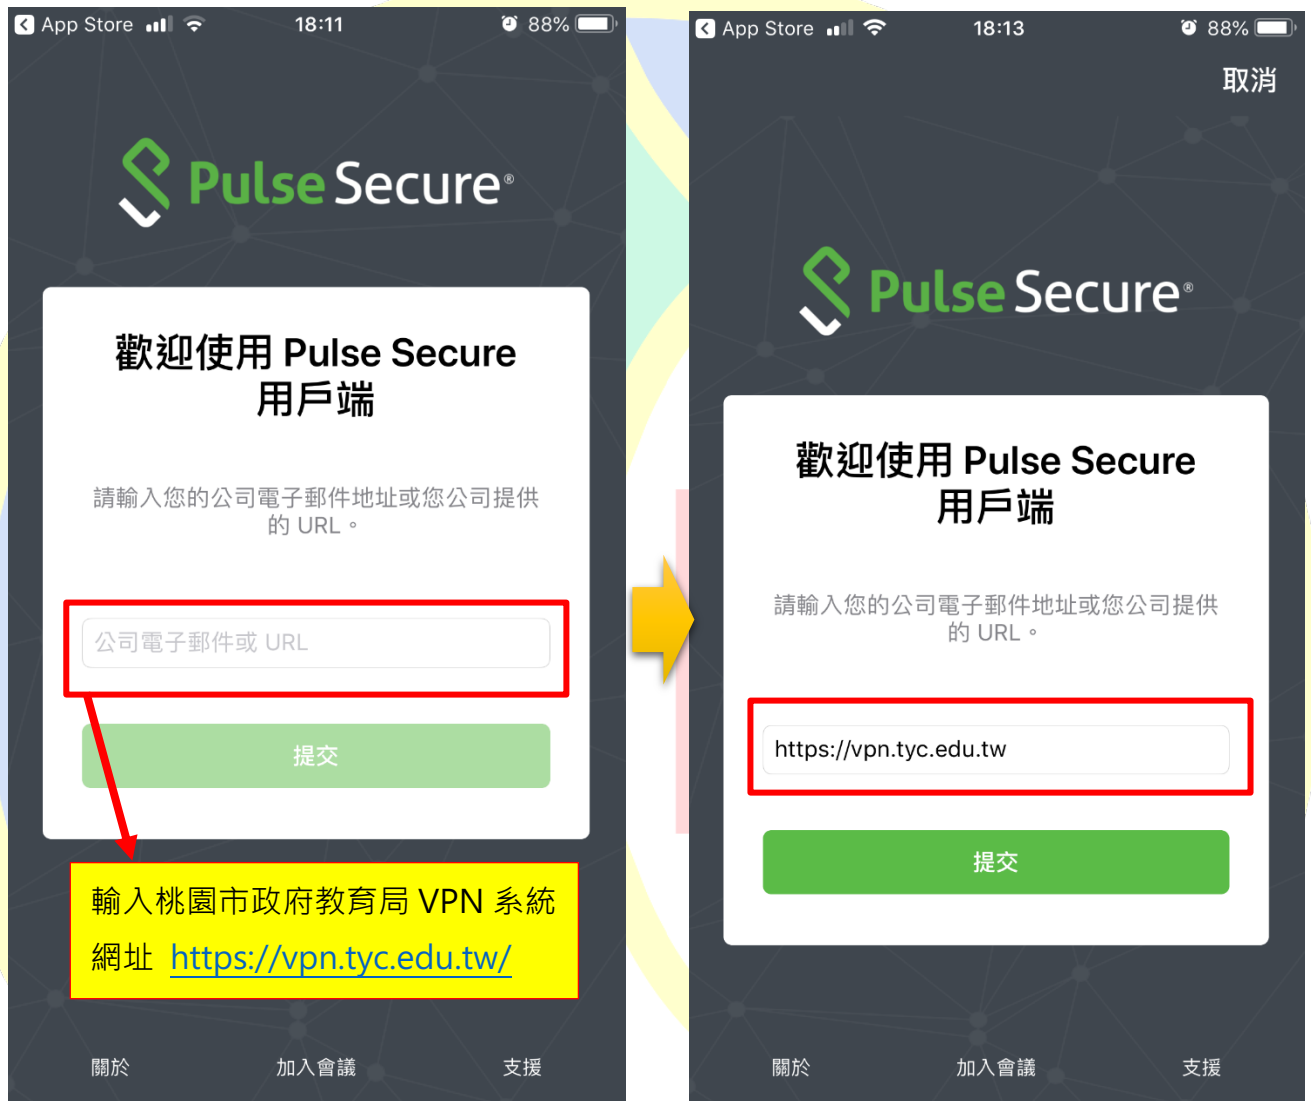 App Store
18:11
88%
Pulse Secure®
歡迎使用 Pulse Secure
用戶端
請輸入您的公司電子郵件地址或您公司提供
的 URL。
公司電子郵件或 URL
提交
輸入桃園市政府教育局 VPN 系統
網址 https://vpn.tyc.edu.tw/
關於
加入會議
支援
App Store
18:13
88%
取消
Pulse Secure®
歡迎使用 Pulse Secure
用戶端
請輸入您的公司電子郵件地址或您公司提供
的 URL。
https://vpn.tyc.edu.tw
提交
關於
加入會議
支援